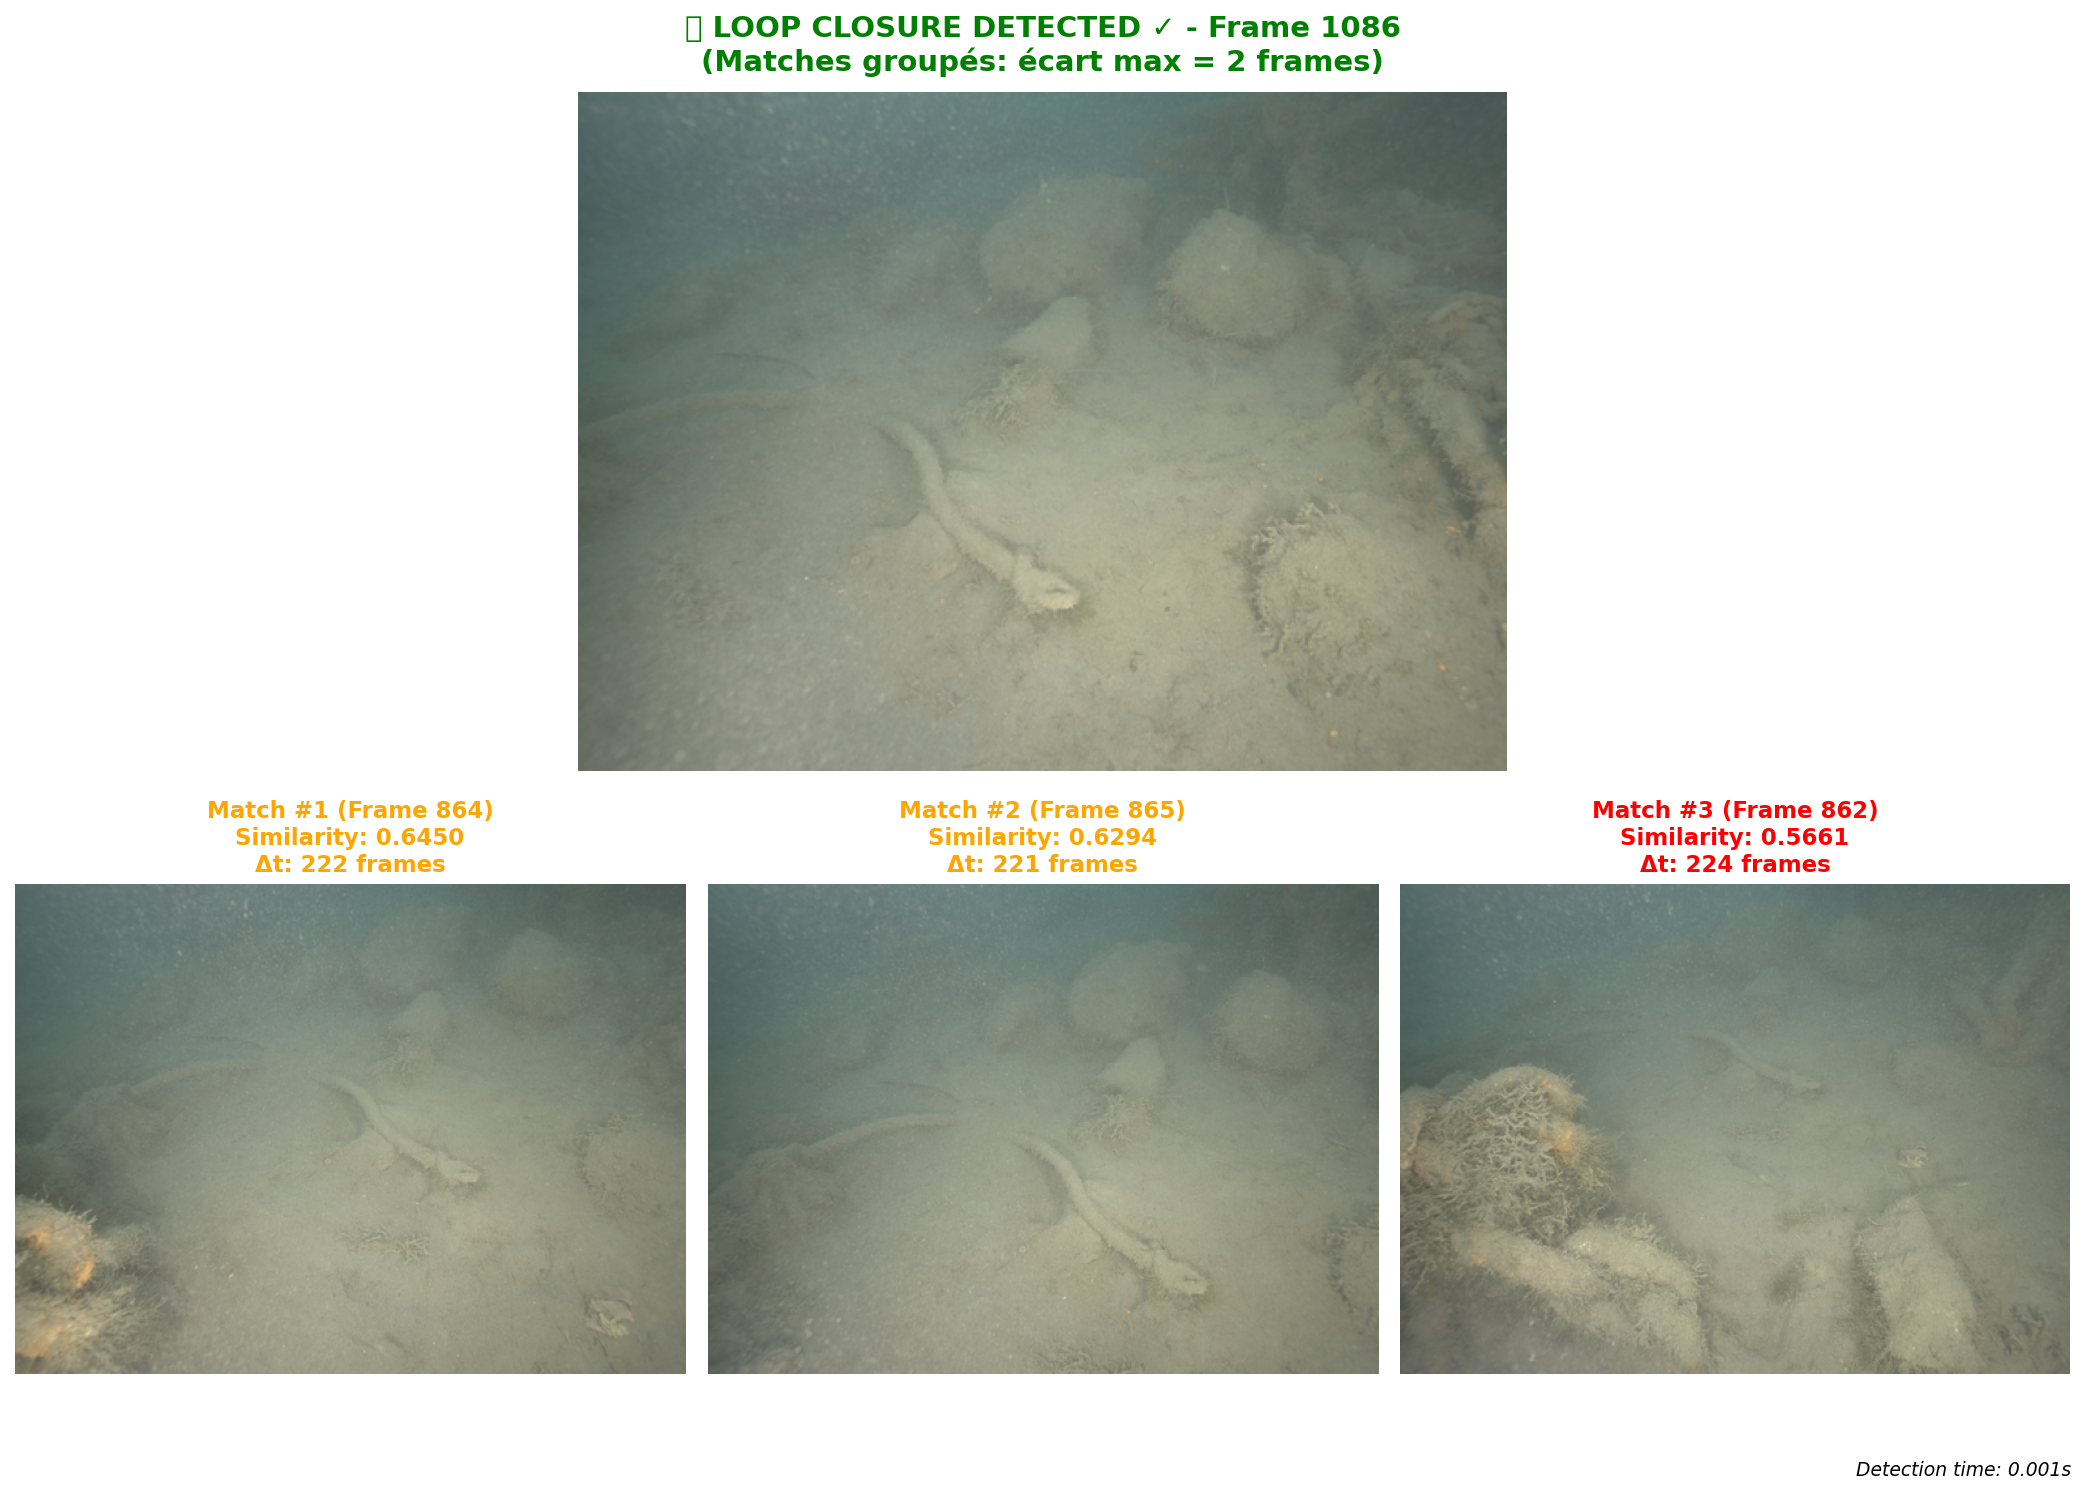 LOOP CLOSURE DETECTED ✓ - Frame 1086
(Matches groupés: écart max = 2 frames)
Match #1 (Frame 864)
Similarity: 0.6450
Δt: 222 frames
Match #2 (Frame 865)
Similarity: 0.6294
Δt: 221 frames
Match #3 (Frame 862)
Similarity: 0.5661
Δt: 224 frames
Detection time: 0.001s